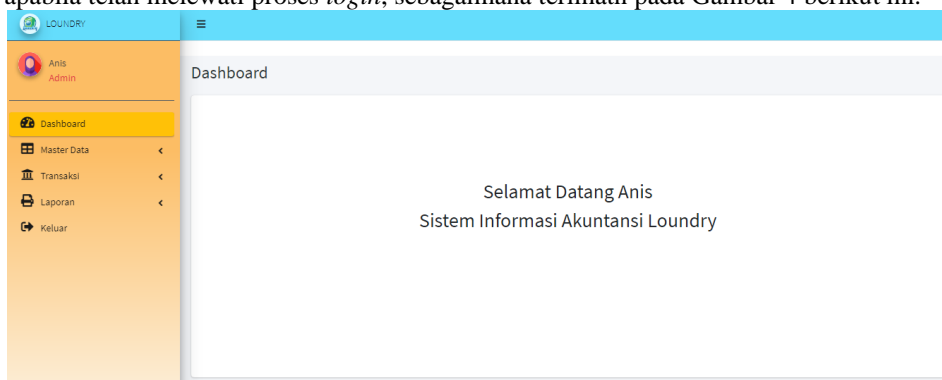 apabila telah melewati proses login, sebagaimana terlihat pada Gambar 4 berikut ini.
LOUNDRY
Anis
Admin
Dashboard
Master Data
Transaksi
Laporan
Keluar
Dashboard
Selamat Datang Anis
Sistem Informasi Akuntansi Loundry